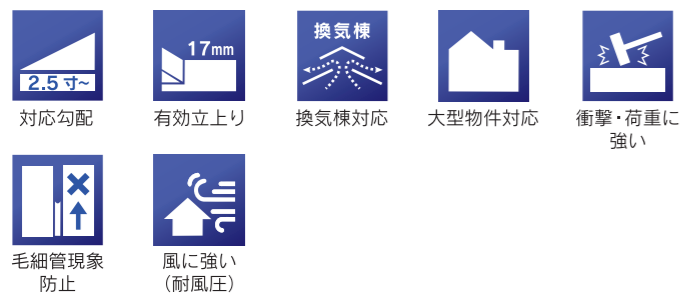 2.5寸~
17mm
換気棟
対応勾配
有効立上り
換気棟対応
大型物件対応
衝撃・荷重に
強い
毛細管現象
防止
風に強い
（耐風圧）